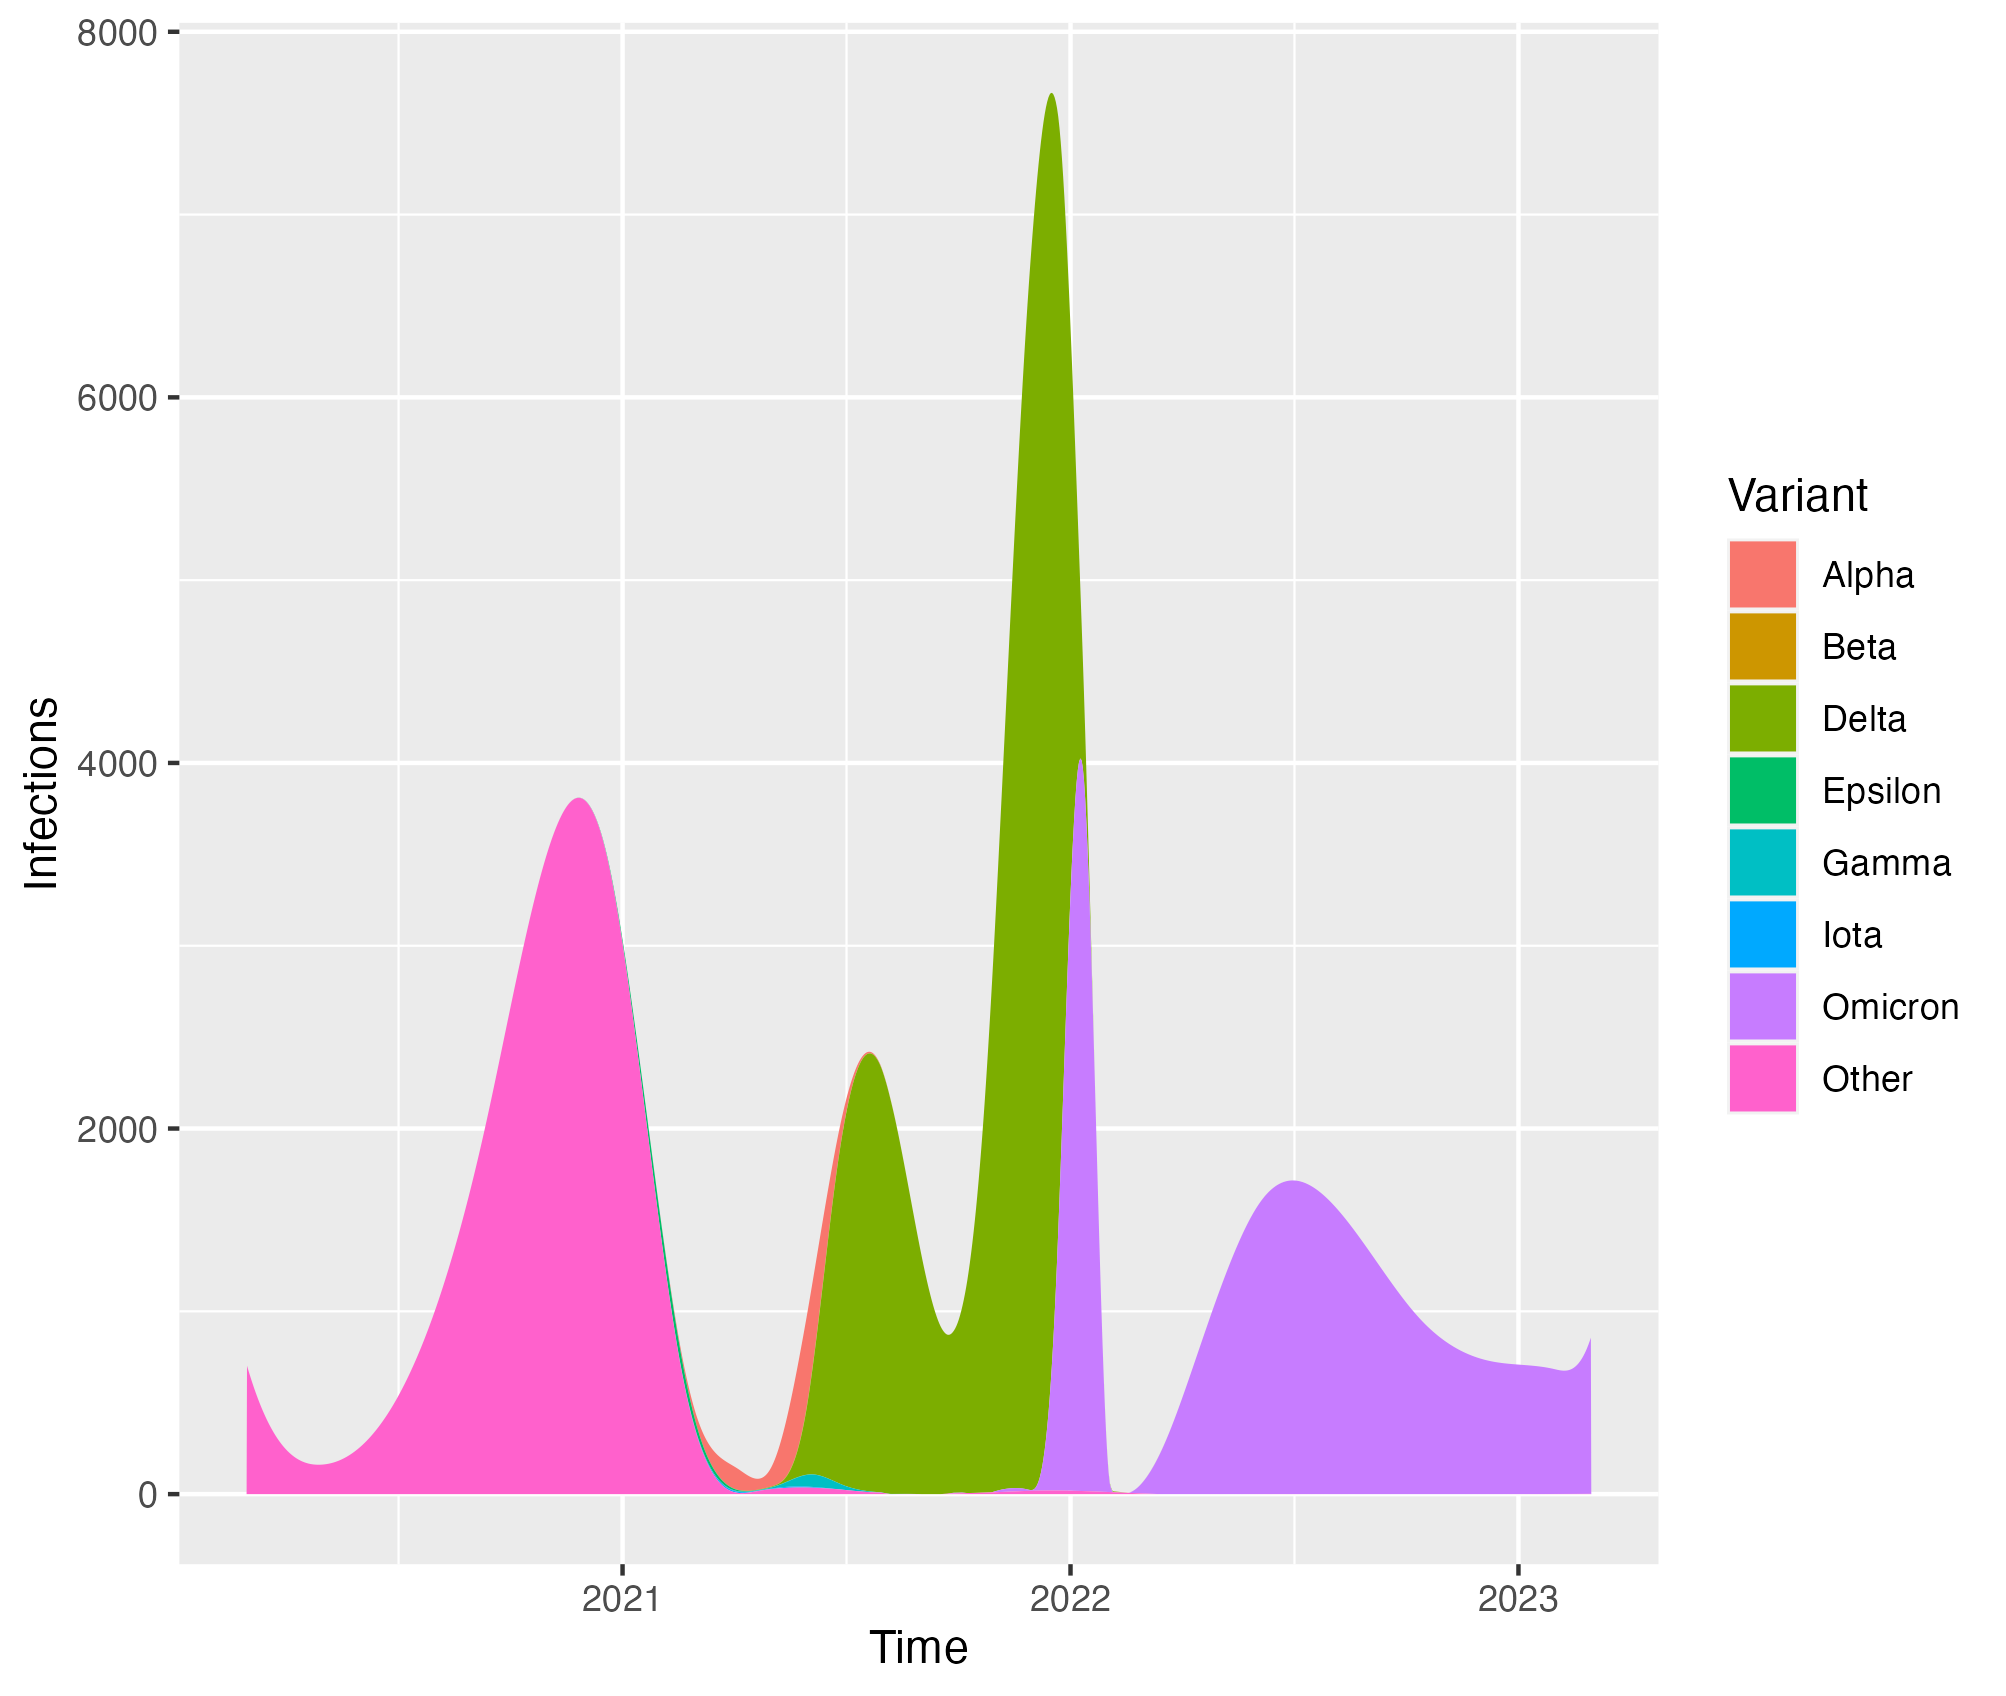 8000
6000
4000
2000
0
Infections
2021
2022
2023
Time
Variant
Alpha
Beta
Delta
Epsilon
Gamma
Iota
Omicron
Other